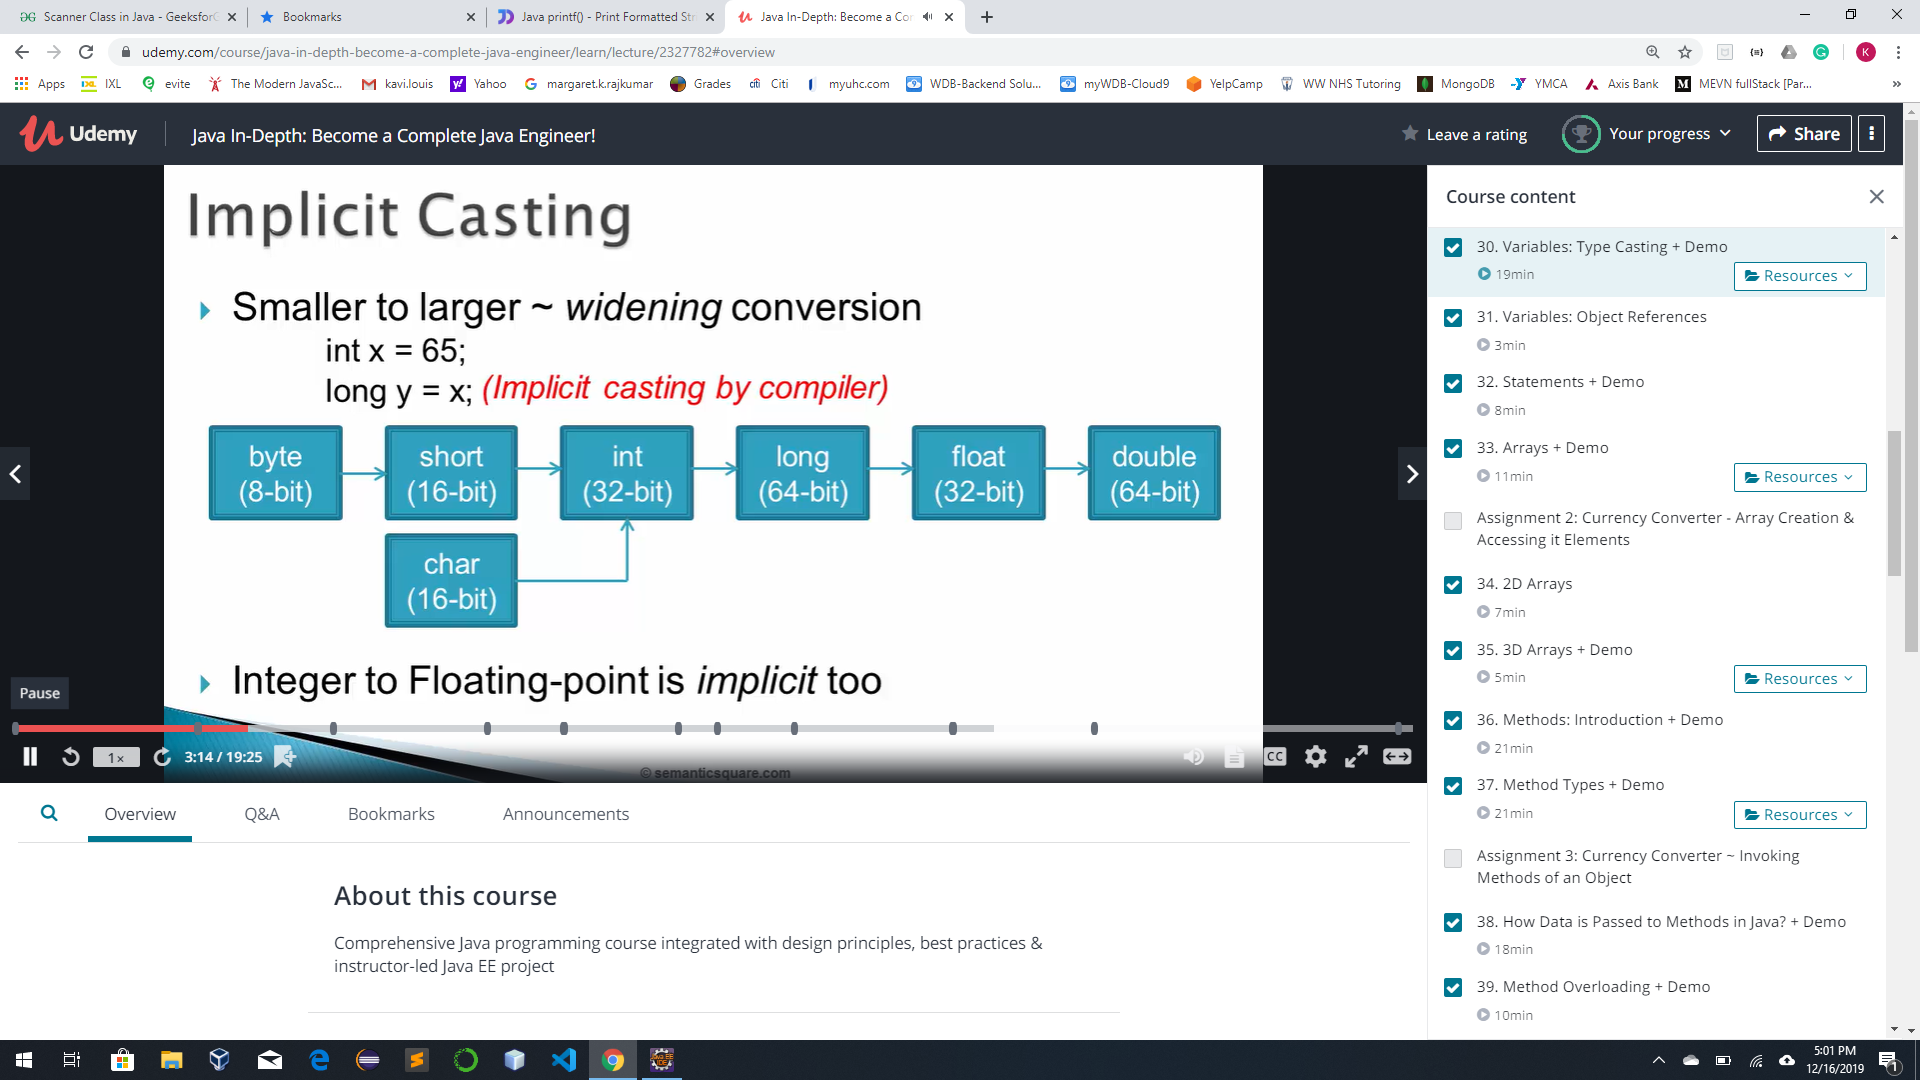 Scanner Class in Java - GeeksforG
Bookmarks
Java printf() - Print Formatted Str
Java In-Depth: Become a Cor
udemy.com/course/java-in-depth-become-a-complete-java-engineer/learn/lecture/2327782#overview
K
Apps
IXL
evite
The Modern JavaSc...
kavi.louis
Yahoo
margaret.k.rajkumar
Grades
Citi
myuhc.com
WDB-Backend Solu...
myWDB-Cloud9
YelpCamp
WW NHS Tutoring
MongoDB
YMCA
Axis Bank
MEVN fullStack [Par...
»
Udemy
Java In-Depth: Become a Complete Java Engineer!
Leave a rating
Your progress
Share
Implicit Casting
Smaller to larger ~ widening conversion
int x = 65;
long y = x; (Implicit casting by compiler)
byte
(8-bit)
short
(16-bit)
int
(32-bit)
long
(64-bit)
float
(32-bit)
double
(64-bit)
char
(16-bit)
Integer to Floating-point is implicit too
Pause
1×
3:14 / 19:25
CC
© semanticsquare.com
Overview
Q&A
Bookmarks
Announcements
About this course
Comprehensive Java programming course integrated with design principles, best practices &
instructor-led Java EE project
Course content
30. Variables: Type Casting + Demo
19min
Resources
31. Variables: Object References
3min
32. Statements + Demo
8min
33. Arrays + Demo
11min
Resources
Assignment 2: Currency Converter - Array Creation &
Accessing it Elements
34. 2D Arrays
7min
35. 3D Arrays + Demo
5min
Resources
36. Methods: Introduction + Demo
21min
37. Method Types + Demo
21min
Resources
Assignment 3: Currency Converter ~ Invoking
Methods of an Object
38. How Data is Passed to Methods in Java? + Demo
18min
39. Method Overloading + Demo
10min
5:01 PM
12/16/2019
1